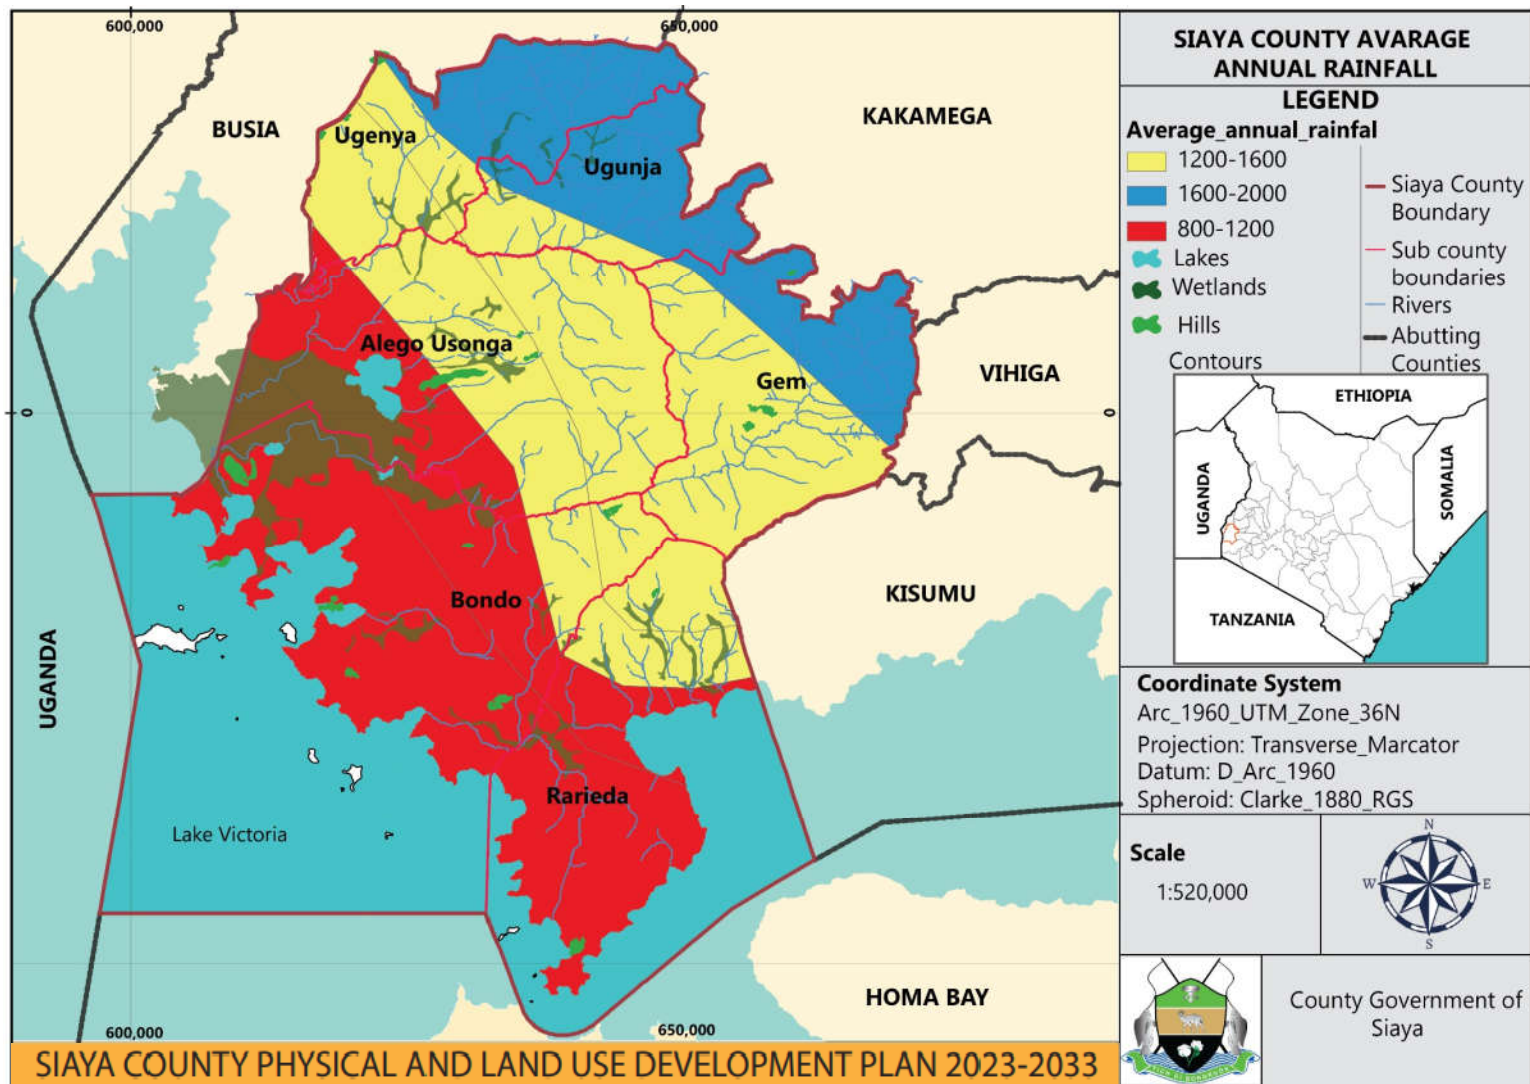 600,000
650,000
BUSIA
KAKAMEGA
Ugenya
Ugunja
Alego Usonga
Gem
VIHIGA
0
0
Bondo
KISUMU
UGANDA
Rarieda
Lake Victoria
HOMA BAY
600,000
650,000
SIAYA COUNTY PHYSICAL AND LAND USE DEVELOPMENT PLAN 2023-2033
SIAYA COUNTY AVARAGE
ANNUAL RAINFALL
LEGEND
Average_annual_rainfal
1200-1600
1600-2000
800-1200
Lakes
Wetlands
Hills
Contours
Siaya County
Boundary
Sub county
boundaries
Rivers
Abutting
Counties
ETHIOPIA
UGANDA
SOMALIA
TANZANIA
Coordinate System
Arc_1960_UTM_Zone_36N
Projection: Transverse_Marcator
Datum: D_Arc_1960
Spheroid: Clarke_1880_RGS
Scale
1:520,000
N
W
E
S
County Government of
Siaya